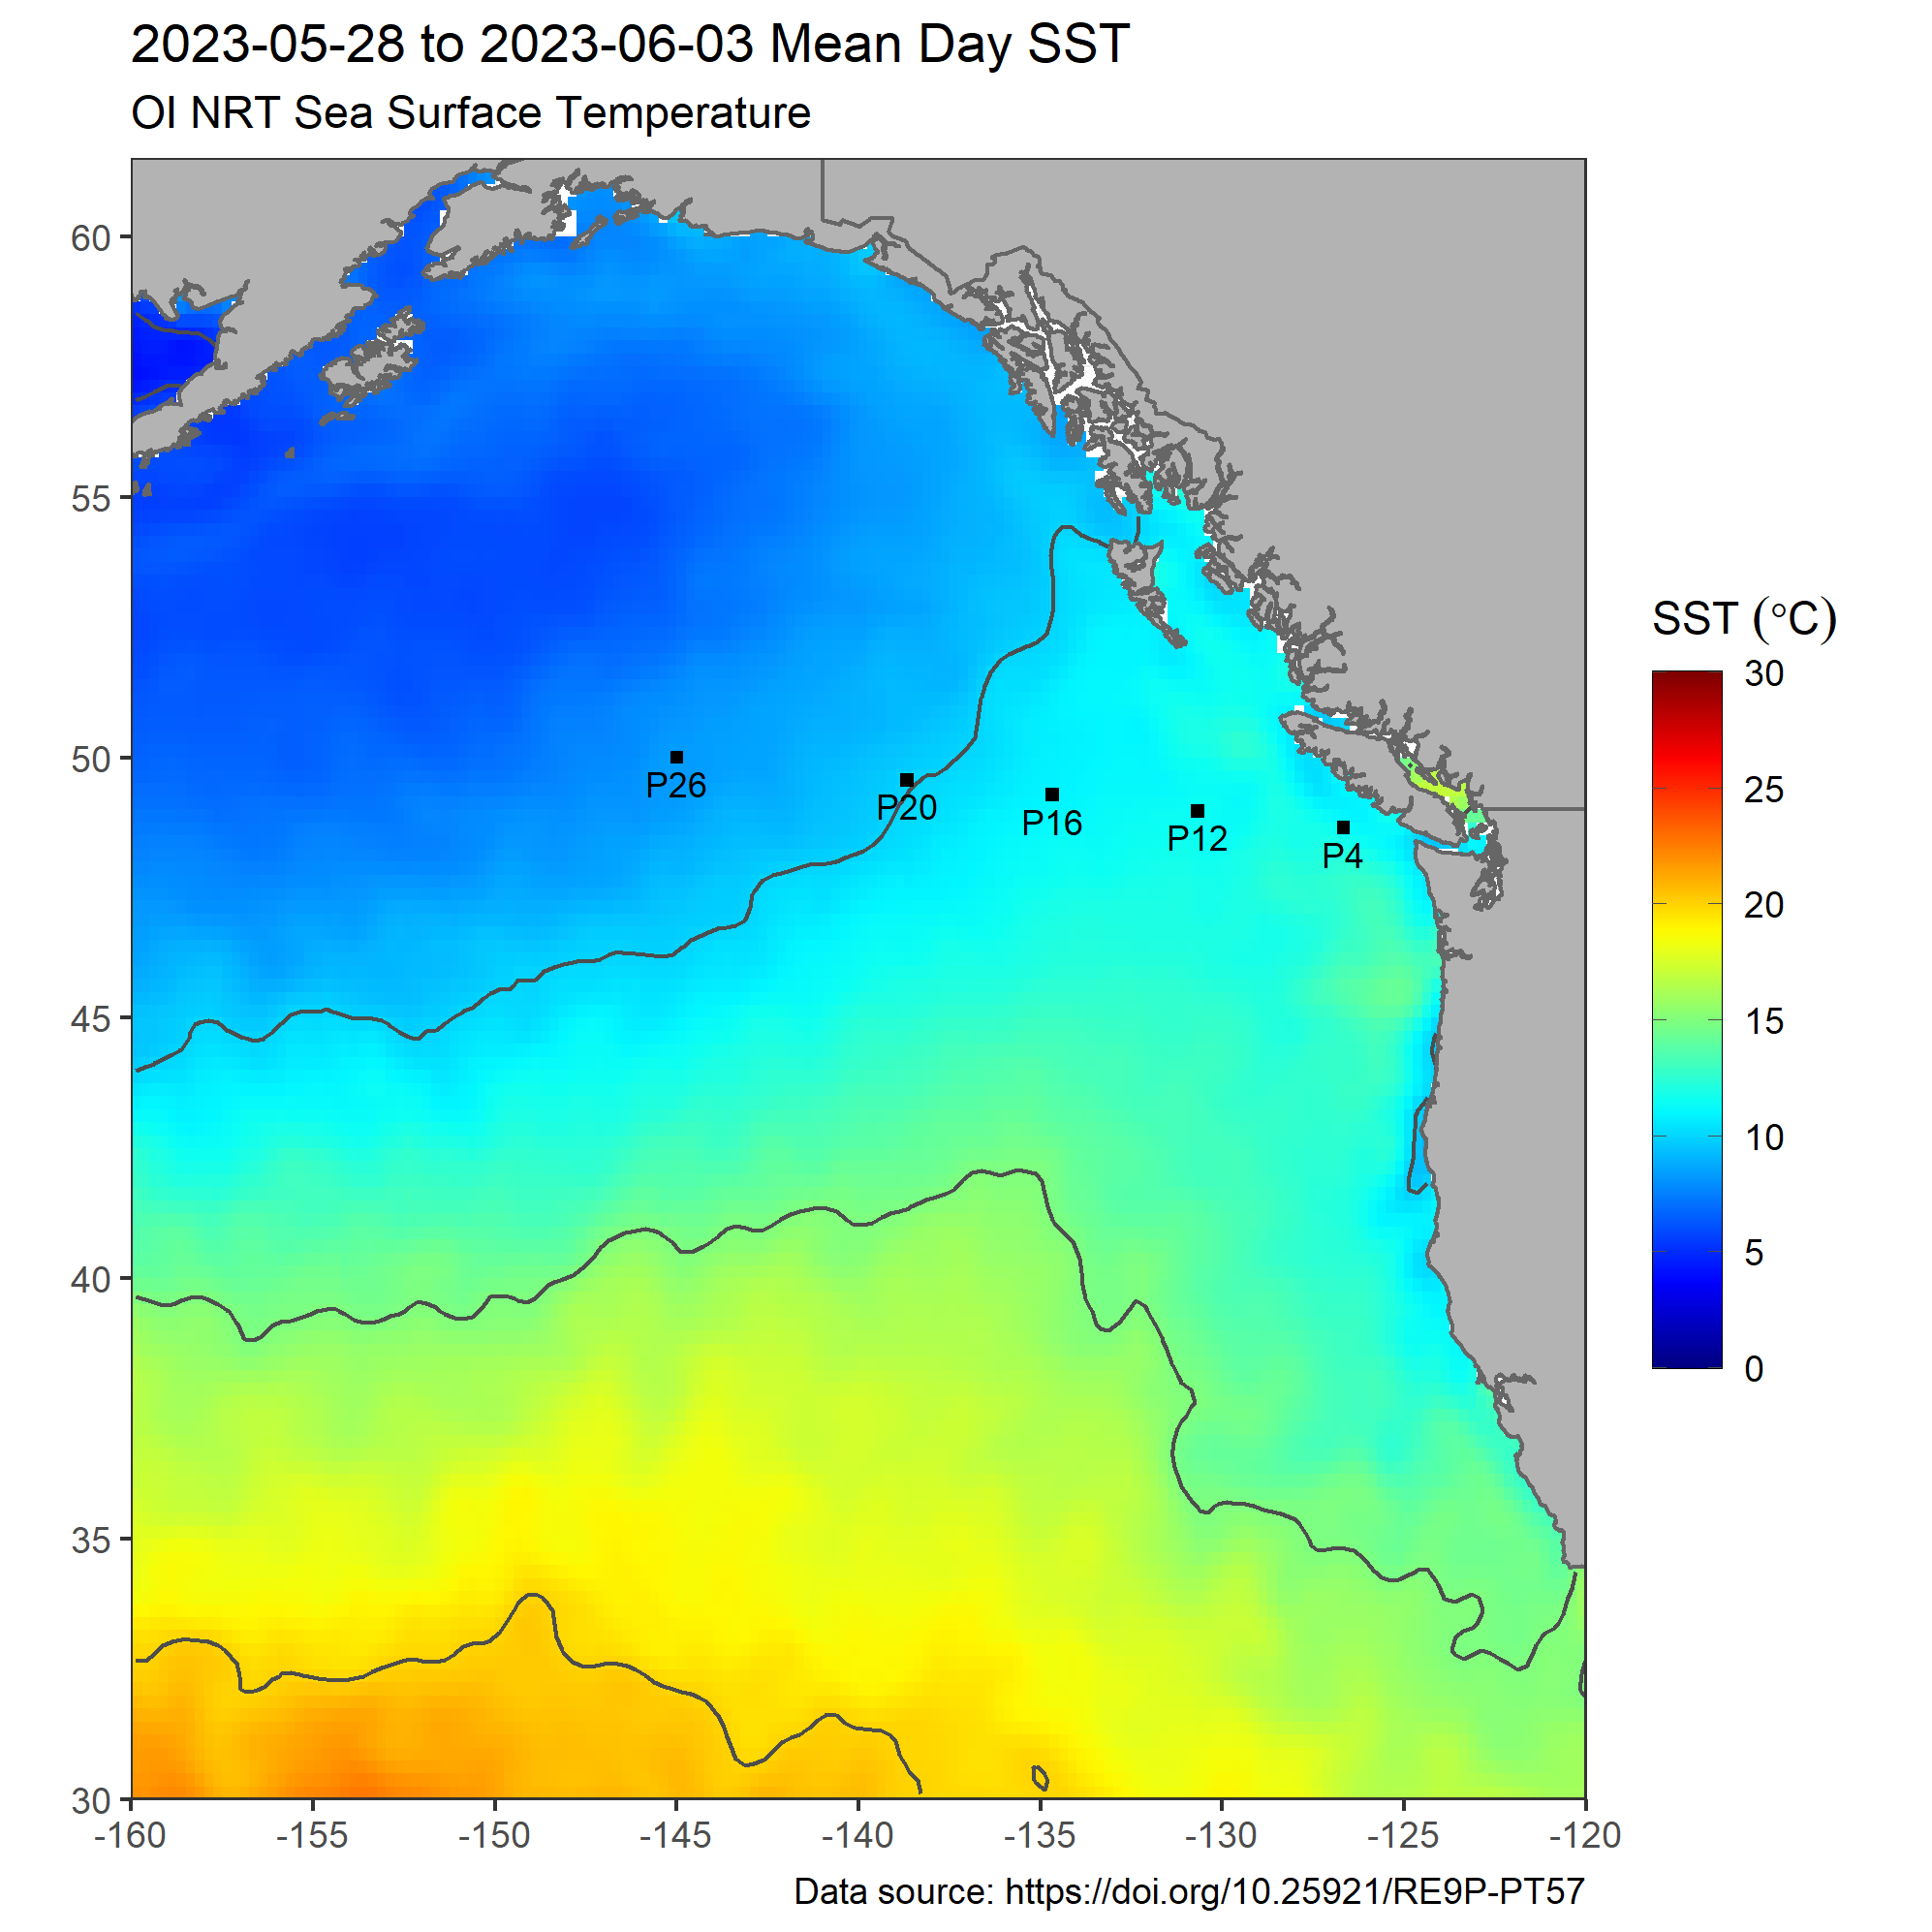 2023-05-28 to 2023-06-03 Mean Day SST
OI NRT Sea Surface Temperature
60
55
50
45
40
35
30
P26
P20
P16
P12
P4
-160
-155
-150
-145
-140
-135
-130
-125
-120
SST (°C)
30
25
20
15
10
5
0
Data source: https://doi.org/10.25921/RE9P-PT57